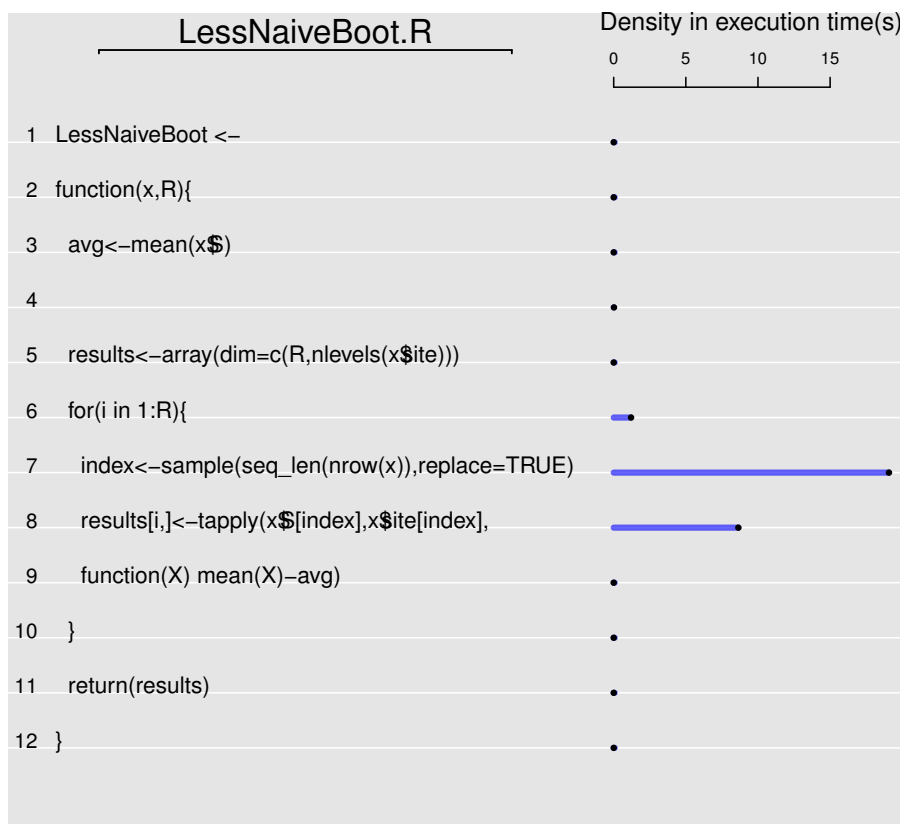 LessNaiveBoot.R
Density in execution time(s)
0 5 10 15
1 LessNaiveBoot <−
2 function(x,R){
3 avg<−mean(x$S)
4
5 results<−array(dim=c(R,nlevels(x$site)))
6 for(i in 1:R){
7 index<−sample(seq_len(nrow(x)),replace=TRUE)
8 results[i,]<−tapply(x$S[index],x$site[index],
9 function(X) mean(X)−avg)
10 }
11 return(results)
12 }